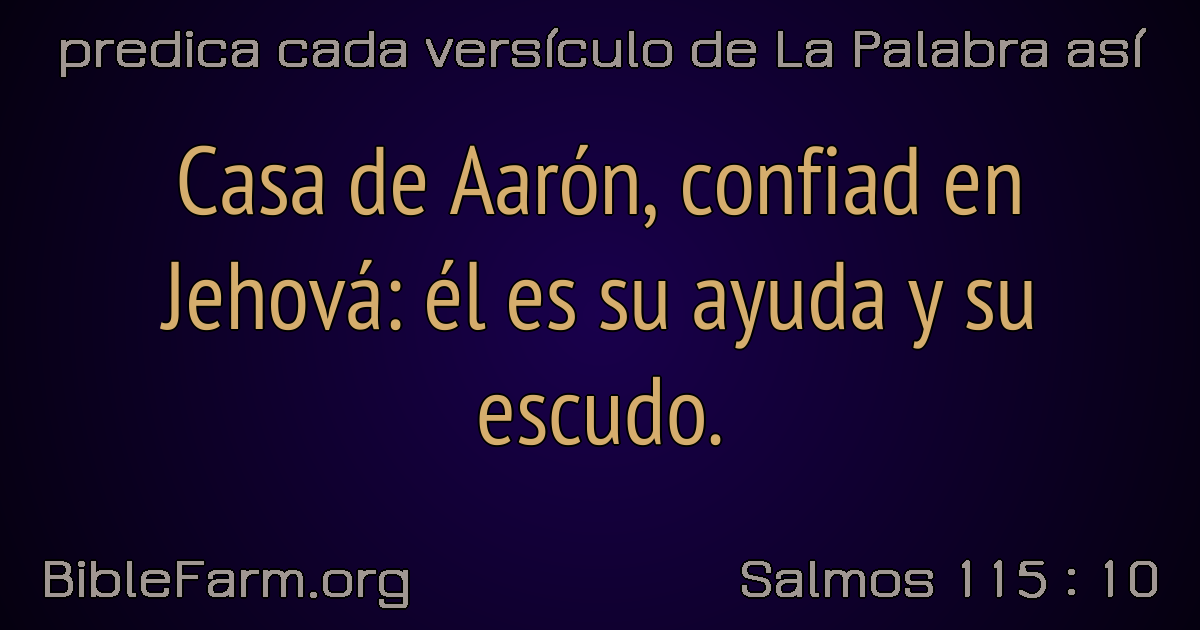 predica cada versículo de La Palabra así
Casa de Aarón, confiad en
Jehová: él es su ayuda y su
escudo.
BibleFarm.org
Salmos 115 : 10